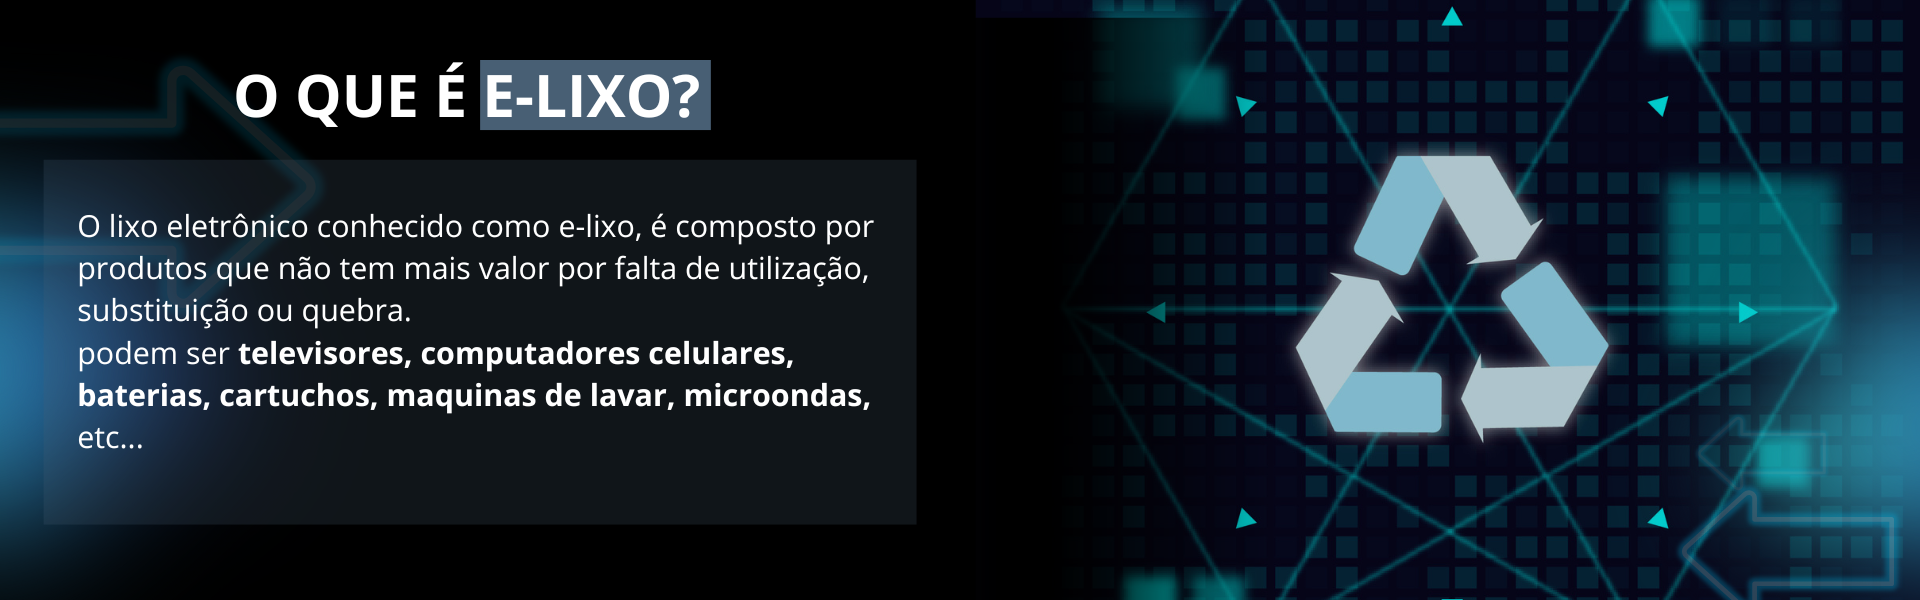 O QUE É E-LIXO?
O lixo eletrônico conhecido como e-lixo, é composto por
produtos que não tem mais valor por falta de utilização,
substituição ou quebra.
podem ser televisores, computadores celulares,
baterias, cartuchos, maquinas de lavar, microondas,
etc...